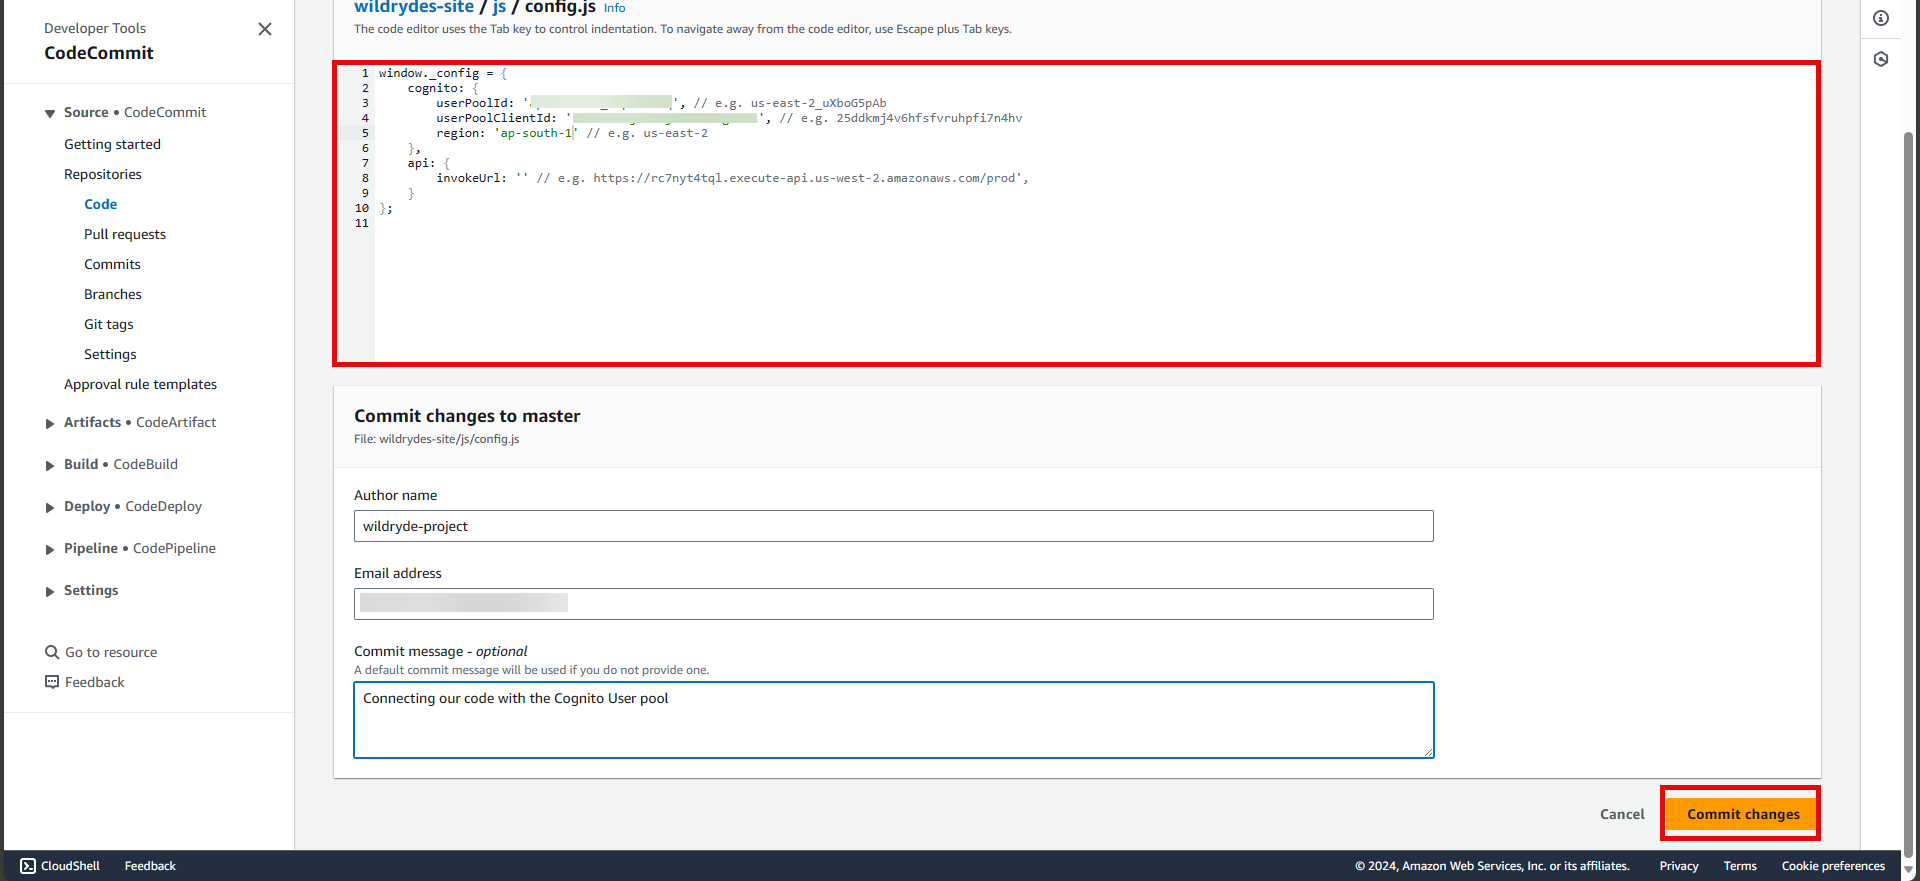 Developer Tools
CodeCommit
Source • CodeCommit
Getting started
Repositories
Code
Pull requests
Commits
Branches
Git tags
Settings
Approval rule templates
Artifacts • CodeArtifact
Build • CodeBuild
Deploy • CodeDeploy
Pipeline • CodePipeline
Settings
Go to resource
Feedback
wildrydes-site / js / config.js Info
The code editor uses the Tab key to control indentation. To navigate away from the code editor, use Escape plus Tab keys.
1 window._config = {
2 cognito: {
3 userPoolId: '', // e.g. us-east-2_uXboG5pAb
4 userPoolClientId: '', // e.g. 25ddkmj4v6hfsfvruhpfi7n4hv
5 region: 'ap-south-1' // e.g. us-east-2
6 },
7 api: {
8 invokeUrl: '' // e.g. https://rc7nyt4tql.execute-api.us-west-2.amazonaws.com/prod',
9 }
10 };
11
Commit changes to master
File: wildrydes-site/js/config.js
Author name
wildryde-project
Email address
Commit message - optional
A default commit message will be used if you do not provide one.
Connecting our code with the Cognito User pool
Cancel
Commit changes
CloudShell
Feedback
© 2024, Amazon Web Services, Inc. or its affiliates.
Privacy
Terms
Cookie preferences